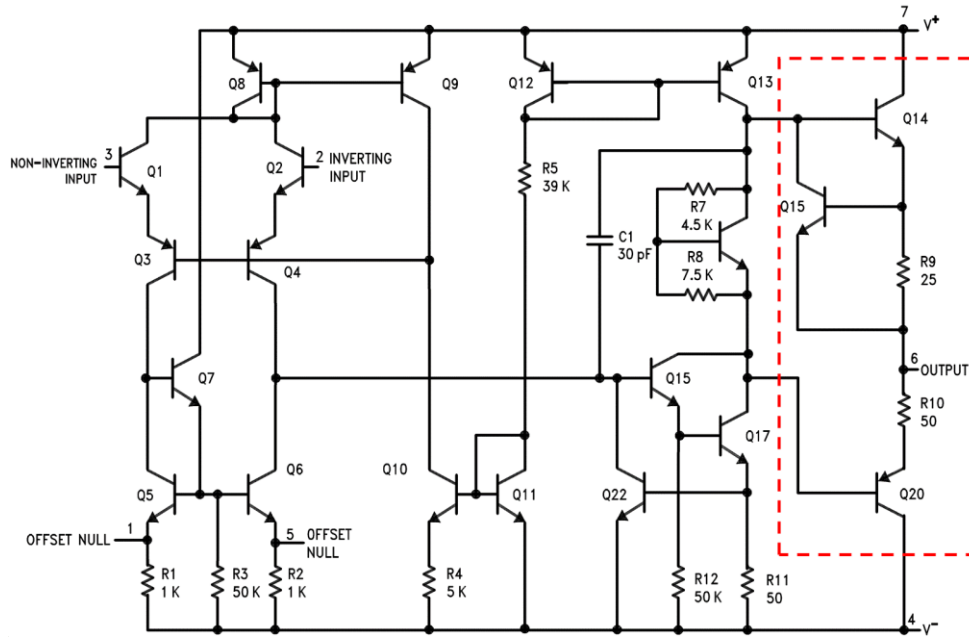 7
V+
Q8
Q9
Q12
Q13
Q14
3
NON-INVERTING
INPUT
Q1
Q2
2 INVERTING
INPUT
R5
39 K
R7
4.5 K
Q15
C1
30 pF
R8
7.5 K
R9
25
Q3
Q4
6
OUTPUT
Q7
Q15
R10
50
Q17
Q5
Q6
Q10
Q11
Q22
Q20
1
OFFSET NULL
5
OFFSET
NULL
R1
1 K
R3
50 K
R2
1 K
R4
5 K
R12
50 K
R11
50
4
V-